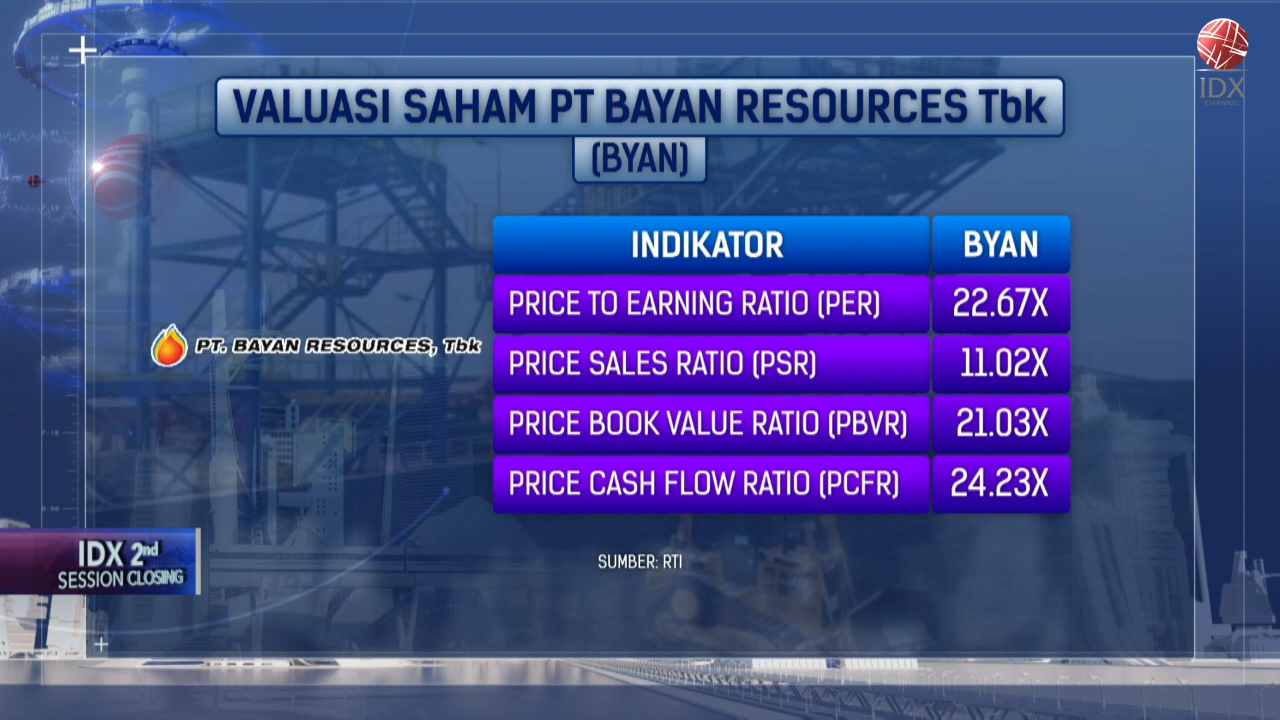 IDX
CHANNEL
VALUASI SAHAM PT BAYAN RESOURCES Tbk
(BYAN)
INDIKATOR BYAN
PRICE TO EARNING RATIO (PER) 22.67X
PRICE SALES RATIO (PSR) 11.02X
PRICE BOOK VALUE RATIO (PBVR) 21.03X
PRICE CASH FLOW RATIO (PCFR) 24.23X
PT. BAYAN RESOURCES, Tbk
SUMBER: RTI
IDX 2nd
SESSION CLOSING